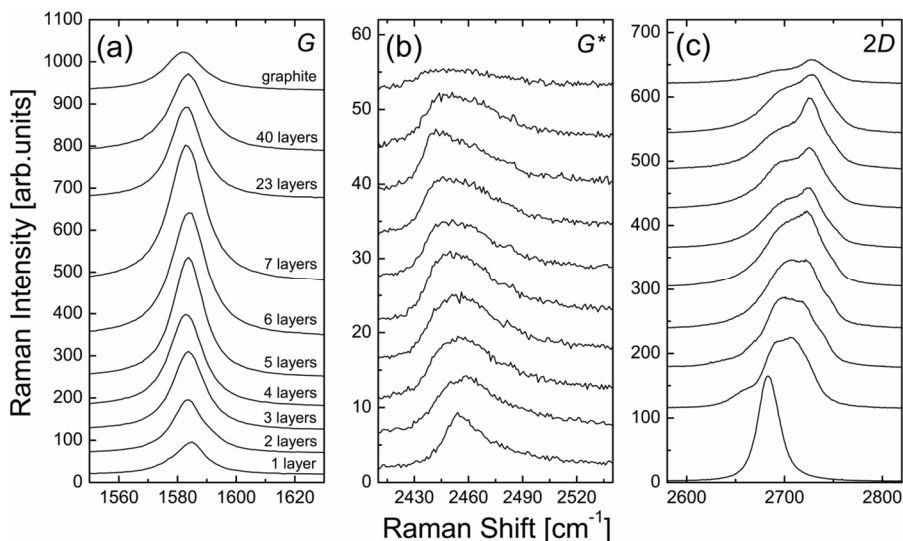 (a) G
1100
1000
900
800
700
600
500
400
300
200
100
0
graphite
40 layers
23 layers
7 layers
6 layers
5 layers
4 layers
3 layers
2 layers
1 layer
1560 1580 1600 1620
Raman Intensity [arb.units]
(b) G*
60
50
40
30
20
10
0
2430 2460 2490 2520
(c) 2D
700
600
500
400
300
200
100
0
2600 2700 2800
Raman Shift [cm-1]